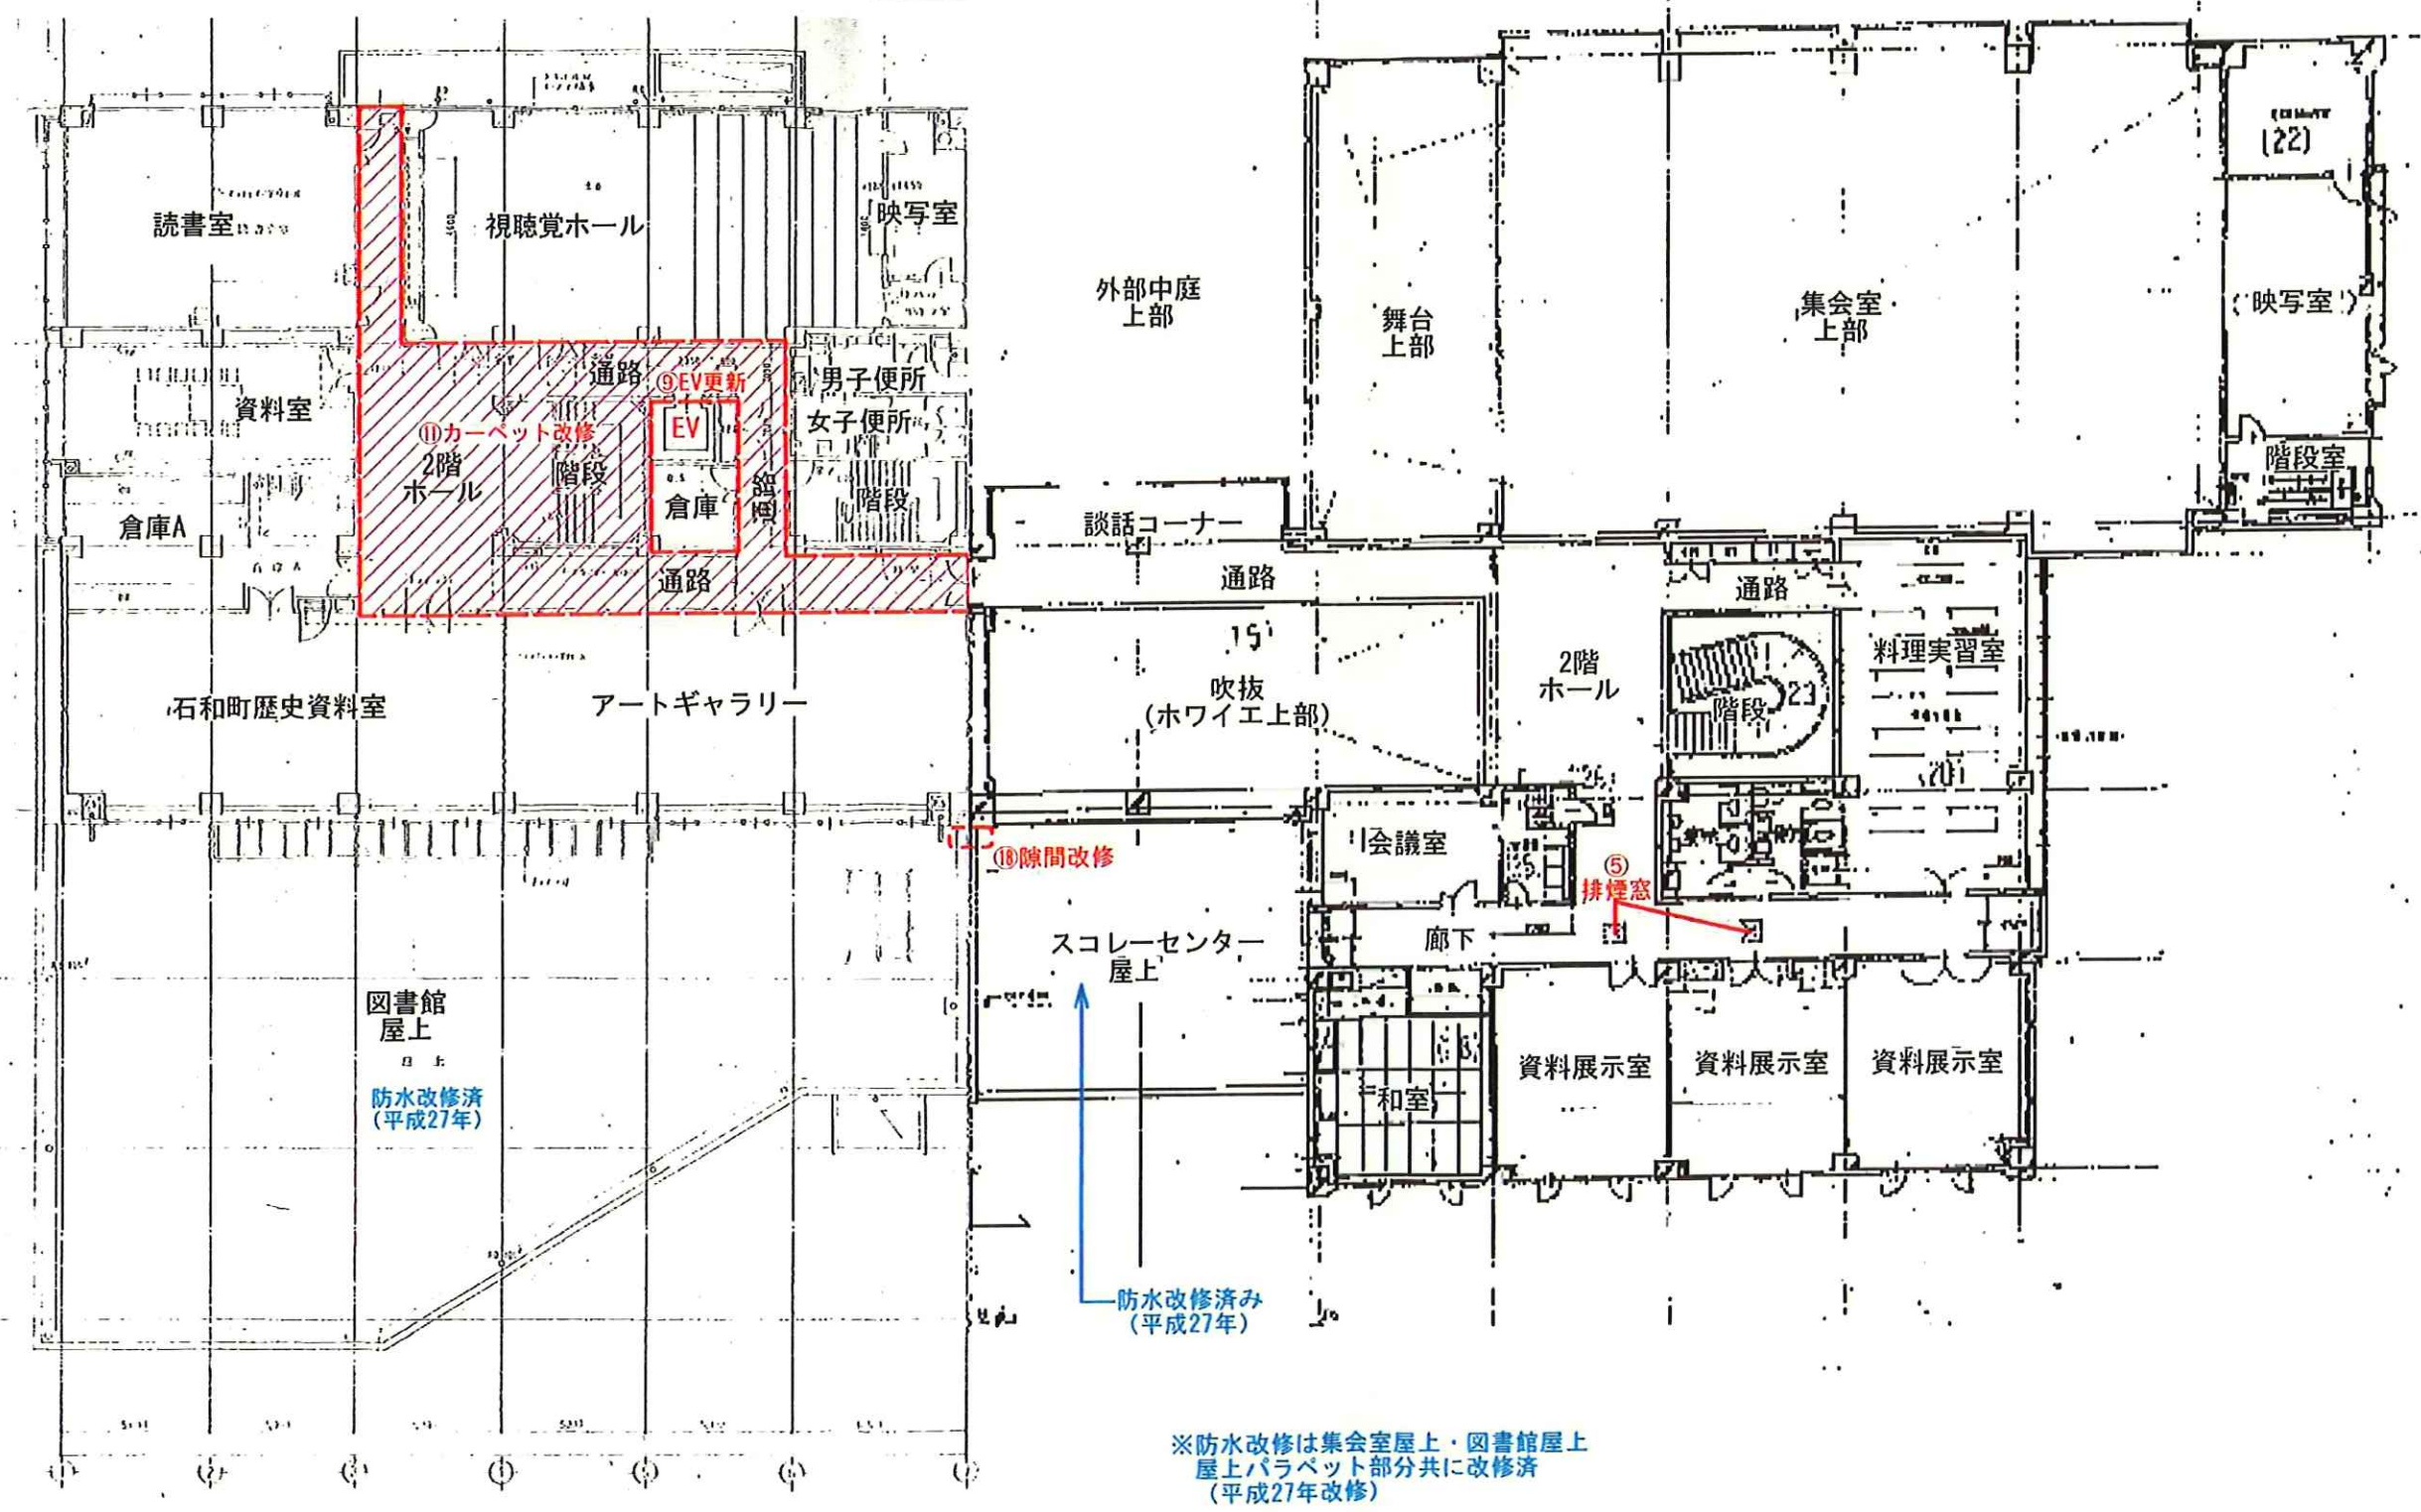 読書室
視聴覚ホール
映写室
資料室
倉庫A
通路
⑨EV更新
EV
⑪カーペット改修
2階
ホール
階段
倉庫
通路
男子便所
女子便所
階段
通路
石和町歴史資料室
アートギャラリー
⑱隙間改修
図書館
屋上
防水改修済
(平成27年)
外部中庭
上部
舞台
上部
集会室
上部
(22)
映写室
階段室
談話コーナー
通路
通路
吹抜
(ホワイエ上部)
2階
ホール
階段
23
料理実習室
会議室
⑤
排煙窓
廊下
スコレーセンター
屋上
和室
資料展示室
資料展示室
資料展示室
防水改修済み
(平成27年)
※防水改修は集会室屋上・図書館屋上
屋上パラペット部分共に改修済
(平成27年改修)